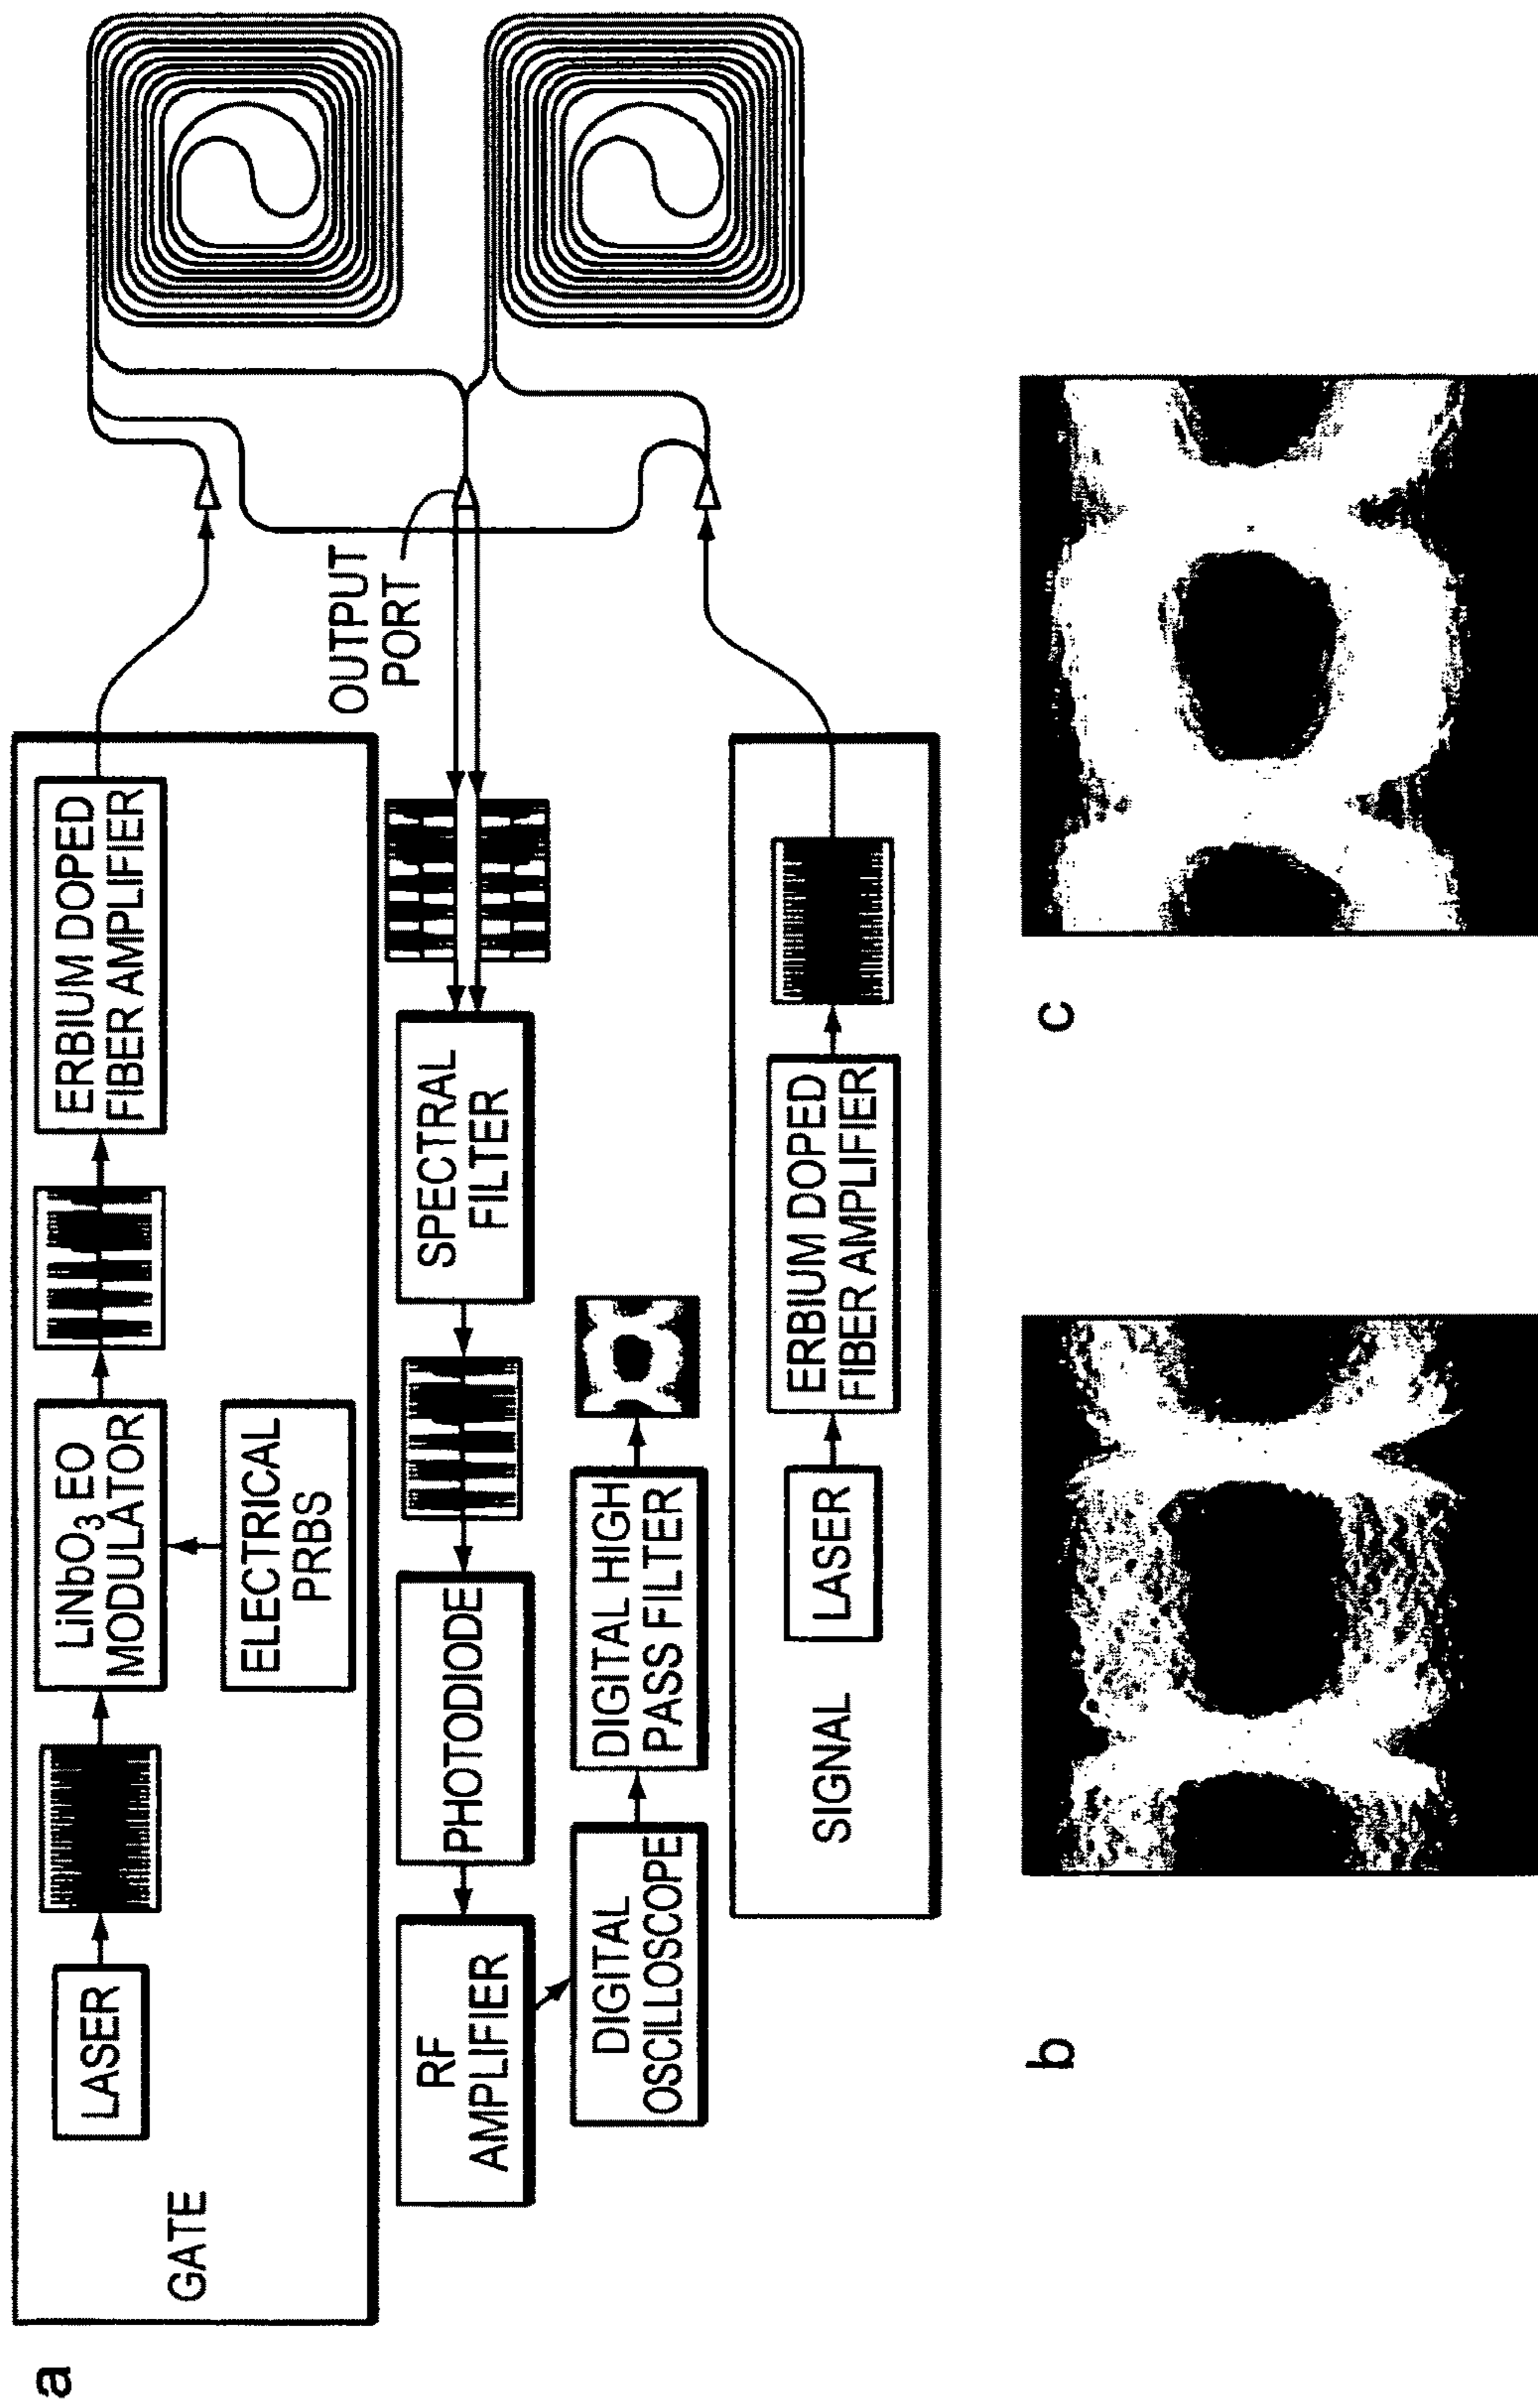 a
GATE
LASER
LiNbO3 EO
MODULATOR
ELECTRICAL
PRBS
ERBIUM DOPED
FIBER AMPLIFIER
OUTPUT
PORT
SPECTRAL
FILTER
PHOTODIODE
RF
AMPLIFIER
DIGITAL
OSCILLOSCOPE
DIGITAL HIGH
PASS FILTER
SIGNAL
LASER
ERBIUM DOPED
FIBER AMPLIFIER
b
c